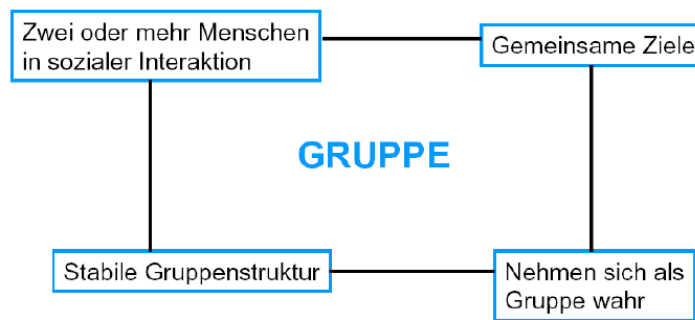 Zwei oder mehr Menschen
in sozialer Interaktion
Gemeinsame Ziele
GRUPPE
Stabile Gruppenstruktur
Nehmen sich als
Gruppe wahr